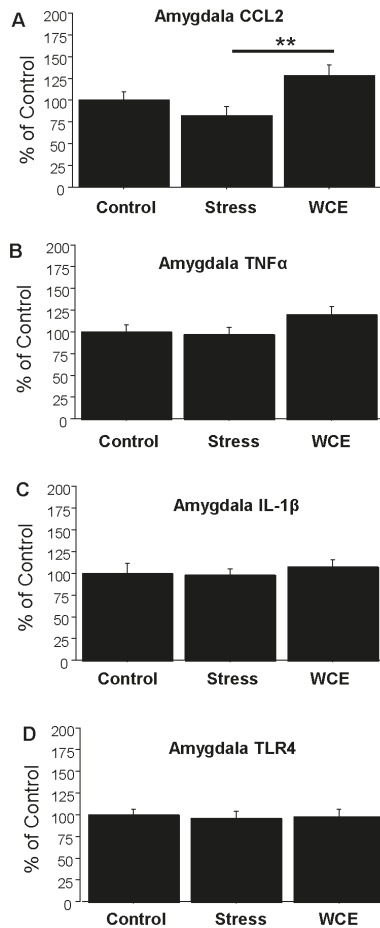 A
Amygdala CCL2
**
% of Control
200
175
150
125
100
75
50
25
0
Control Stress WCE
B
Amygdala TNFα
% of Control
200
175
150
125
100
75
50
25
0
Control Stress WCE
C
Amygdala IL-1β
% of Control
200
175
150
125
100
75
50
25
0
Control Stress WCE
D
Amygdala TLR4
% of Control
200
175
150
125
100
75
50
25
0
Control Stress WCE